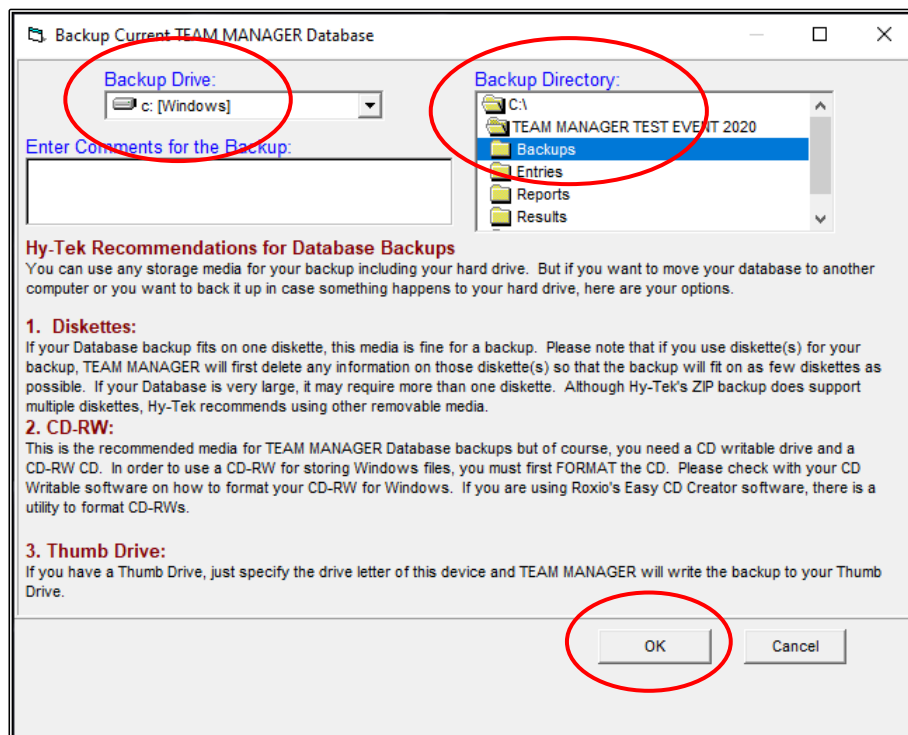 Backup Current TEAM MANAGER Database
Backup Drive:
c: [Windows]
Backup Directory:
C:\
TEAM MANAGER TEST EVENT 2020
Backups
Entries
Reports
Results
Enter Comments for the Backup:
Hy-Tek Recommendations for Database Backups
You can use any storage media for your backup including your hard drive.  But if you want to move your database to another
computer or you want to back it up in case something happens to your hard drive, here are your options.
1.  Diskettes:
If your Database backup fits on one diskette, this media is fine for a backup.  Please note that if you use diskette(s) for your
backup, TEAM MANAGER will first delete any information on those diskette(s) so that the backup will fit on as few diskettes as
possible.  If your Database is very large, it may require more than one diskette.  Although Hy-Tek's ZIP backup does support
multiple diskettes, Hy-Tek recommends using other removable media.
2. CD-RW:
This is the recommended media for TEAM MANAGER Database backups but of course, you need a CD writable drive and a
CD-RW CD.  In order to use a CD-RW for storing Windows files, you must first FORMAT the CD.  Please check with your CD
Writable software on how to format your CD-RW for Windows.  If you are using Roxio's Easy CD Creator software, there is a
utility to format CD-RWs.
3. Thumb Drive:
If you have a Thumb Drive, just specify the drive letter of this device and TEAM MANAGER will write the backup to your Thumb
Drive.
OK
Cancel